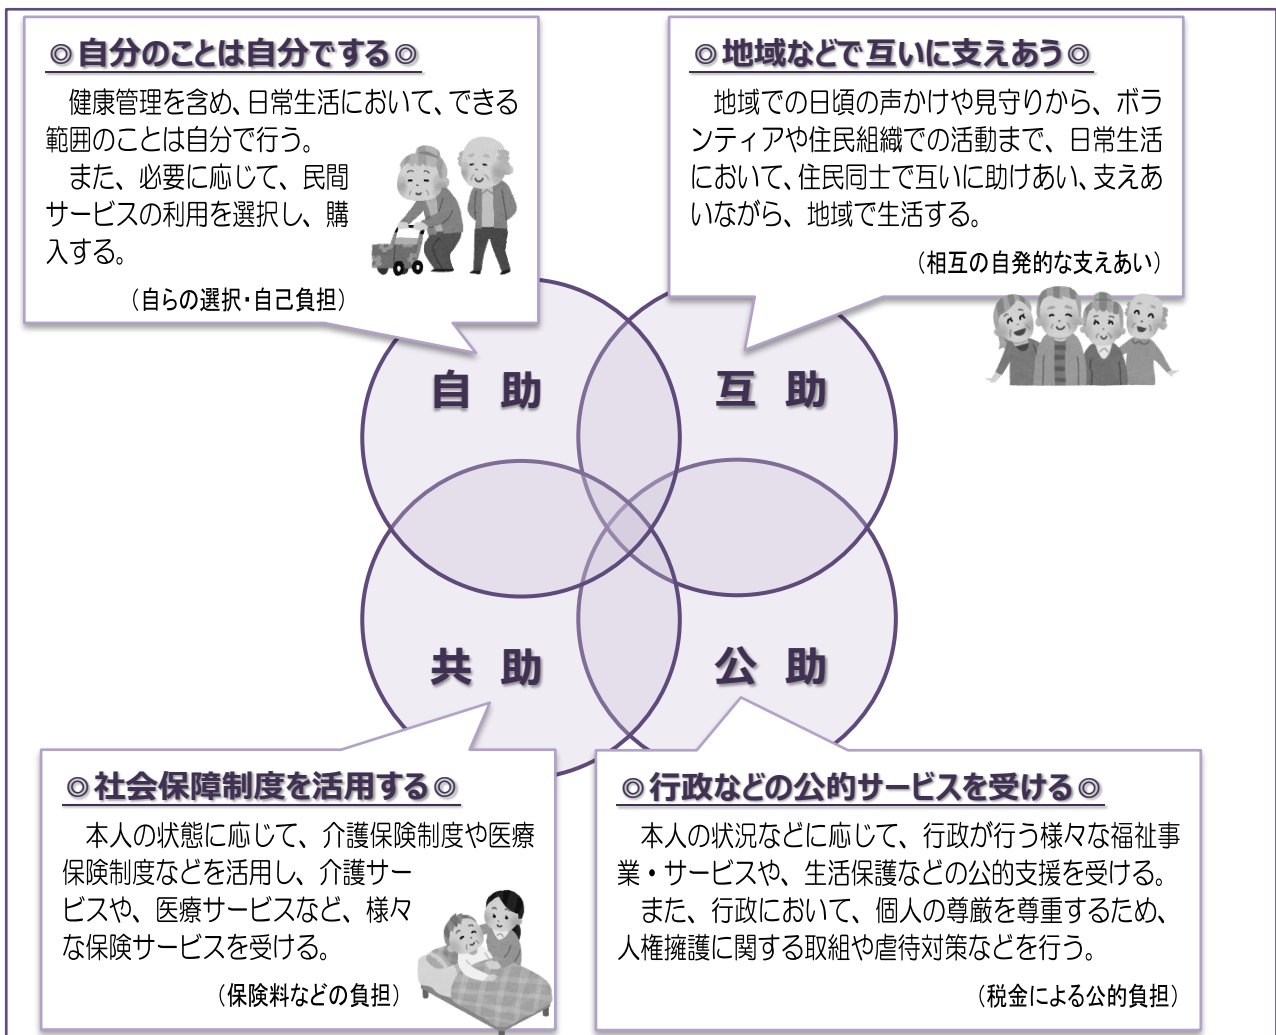 ◎自分のことは自分でする◎
健康管理を含め、日常生活において、できる
範囲のことは自分で行う。
また、必要に応じて、民間
サービスの利用を選択し、購
入する。
（自らの選択・自己負担）
◎地域などで互いに支えあう◎
地域での日頃の声かけや見守りから、ボラ
ンティアや住民組織での活動まで、日常生活
において、住民同士で互いに助けあい、支えあ
いながら、地域で生活する。
（相互の自発的な支えあい）
自 助
互 助
共 助
公 助
◎社会保障制度を活用する◎
本人の状態に応じて、介護保険制度や医療
保険制度などを活用し、介護サー
ビスや、医療サービスなど、様々
な保険サービスを受ける。
（保険料などの負担）
◎行政などの公的サービスを受ける◎
本人の状況などに応じて、行政が行う様々な福祉事
業・サービスや、生活保護などの公的支援を受ける。
また、行政において、個人の尊厳を尊重するため、
人権擁護に関する取組や虐待対策などを行う。
（税金による公的負担）